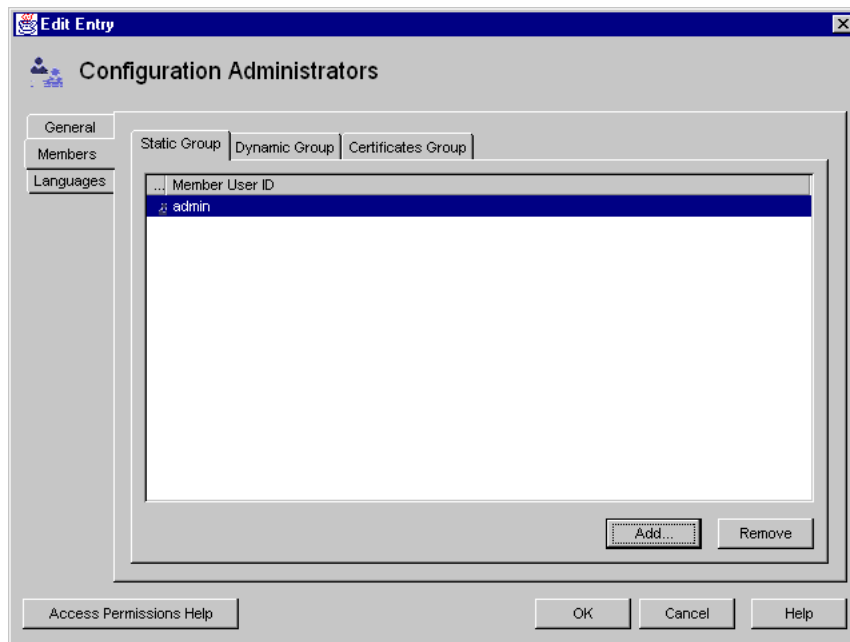 Edit Entry
Configuration Administrators
General
Members
Languages
Static Group
Dynamic Group
Certificates Group
... Member User ID
admin
Add...
Remove
Access Permissions Help
OK
Cancel
Help